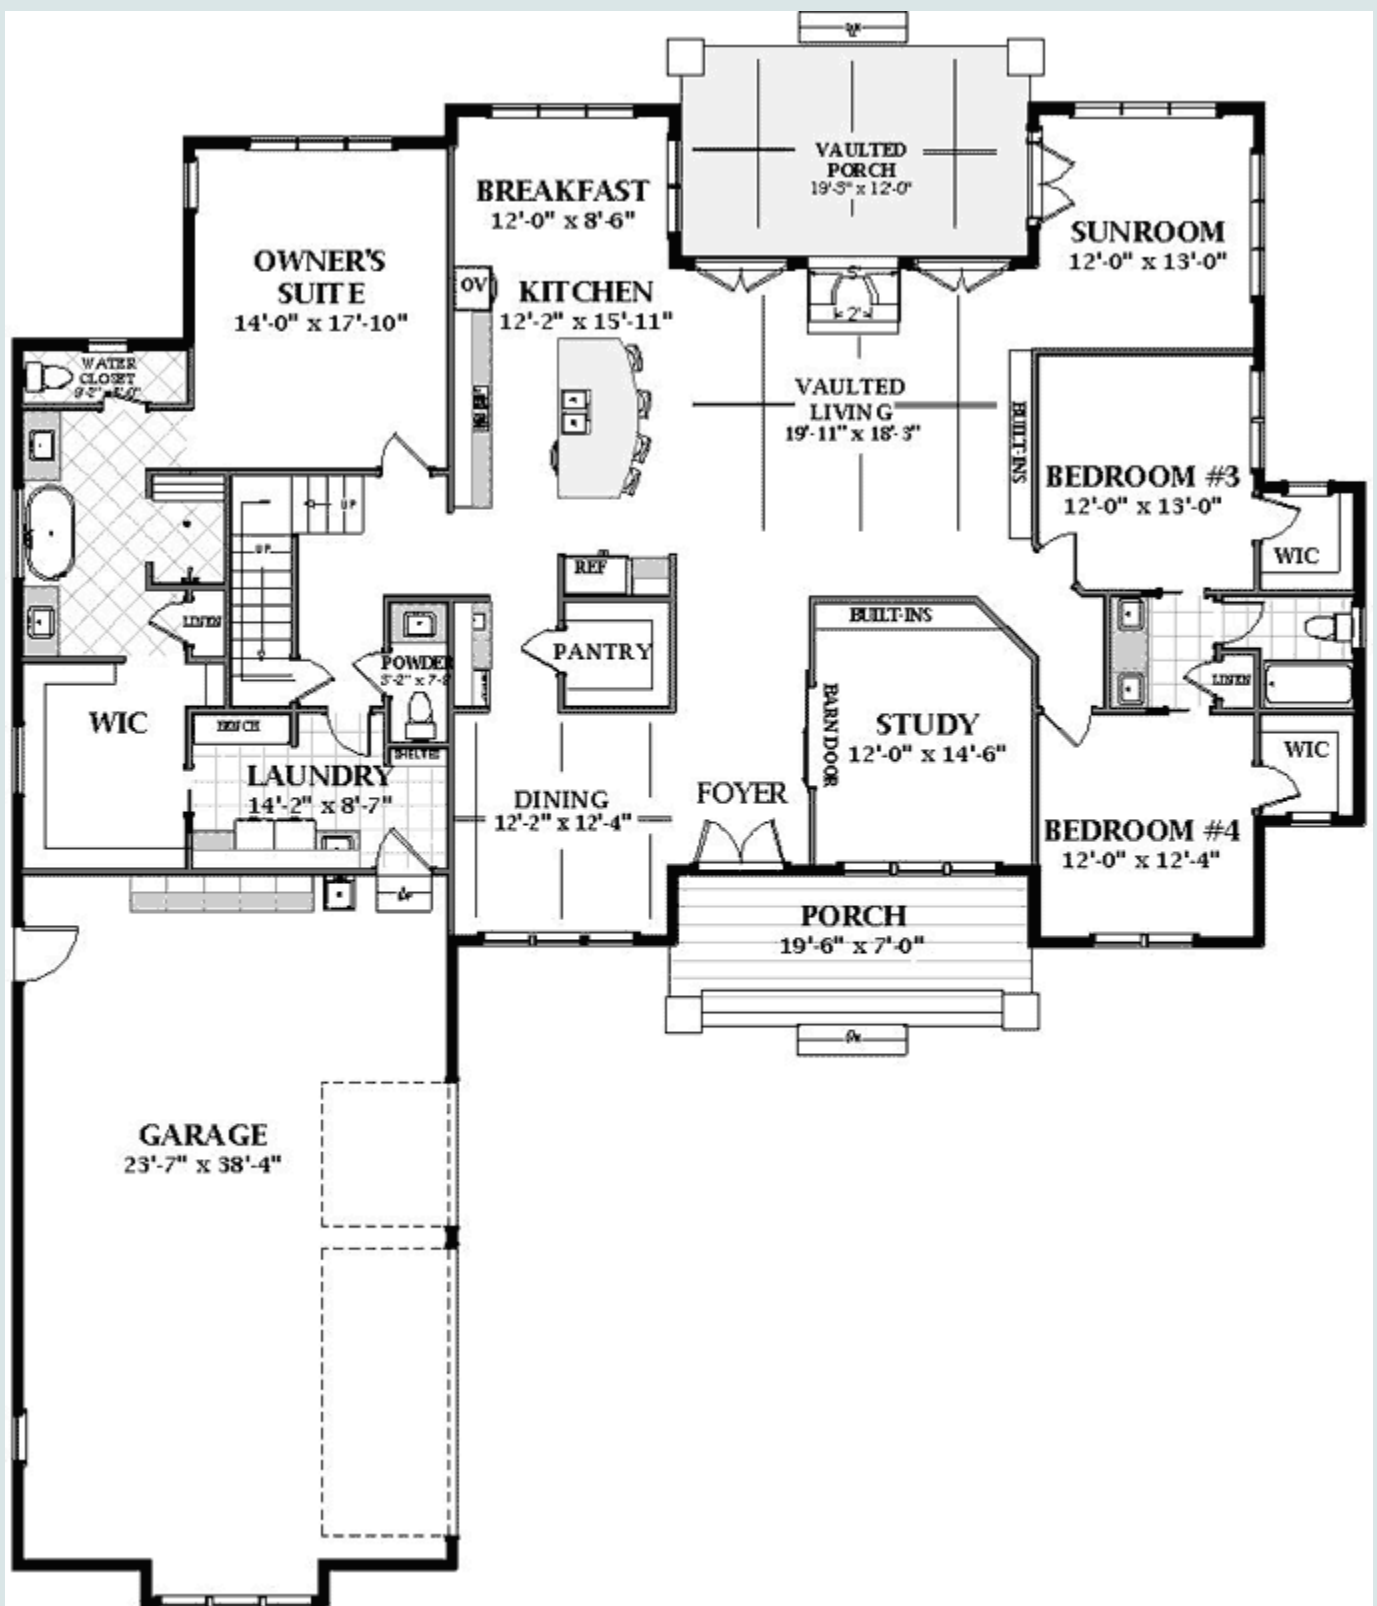 VAULTED
PORCH
19'-3" x 12'-0"
BREAKFAST
12'-0" x 8'-6"
SUNROOM
12'-0" x 13'-0"
OWNER'S
SUITE
14'-0" x 17'-10"
OV
KITCHEN
12'-2" x 15'-11"
5'
2'
WATER
CLOSET
VAULTED
LIVING
19'-11" x 18'-3"
BUILT-INS
BEDROOM #3
12'-0" x 13'-0"
WIC
UP
UP
REF
LINEN
BUILT-INS
POWDER
PANTRY
LINEN
WIC
BENCH
SHELVES
LAUNDRY
14'-2" x 8'-7"
BARN DOOR
STUDY
12'-0" x 14'-6"
WIC
DINING
12'-2" x 12'-4"
FOYER
BEDROOM #4
12'-0" x 12'-4"
PORCH
19'-6" x 7'-0"
GARAGE
23'-7" x 38'-4"